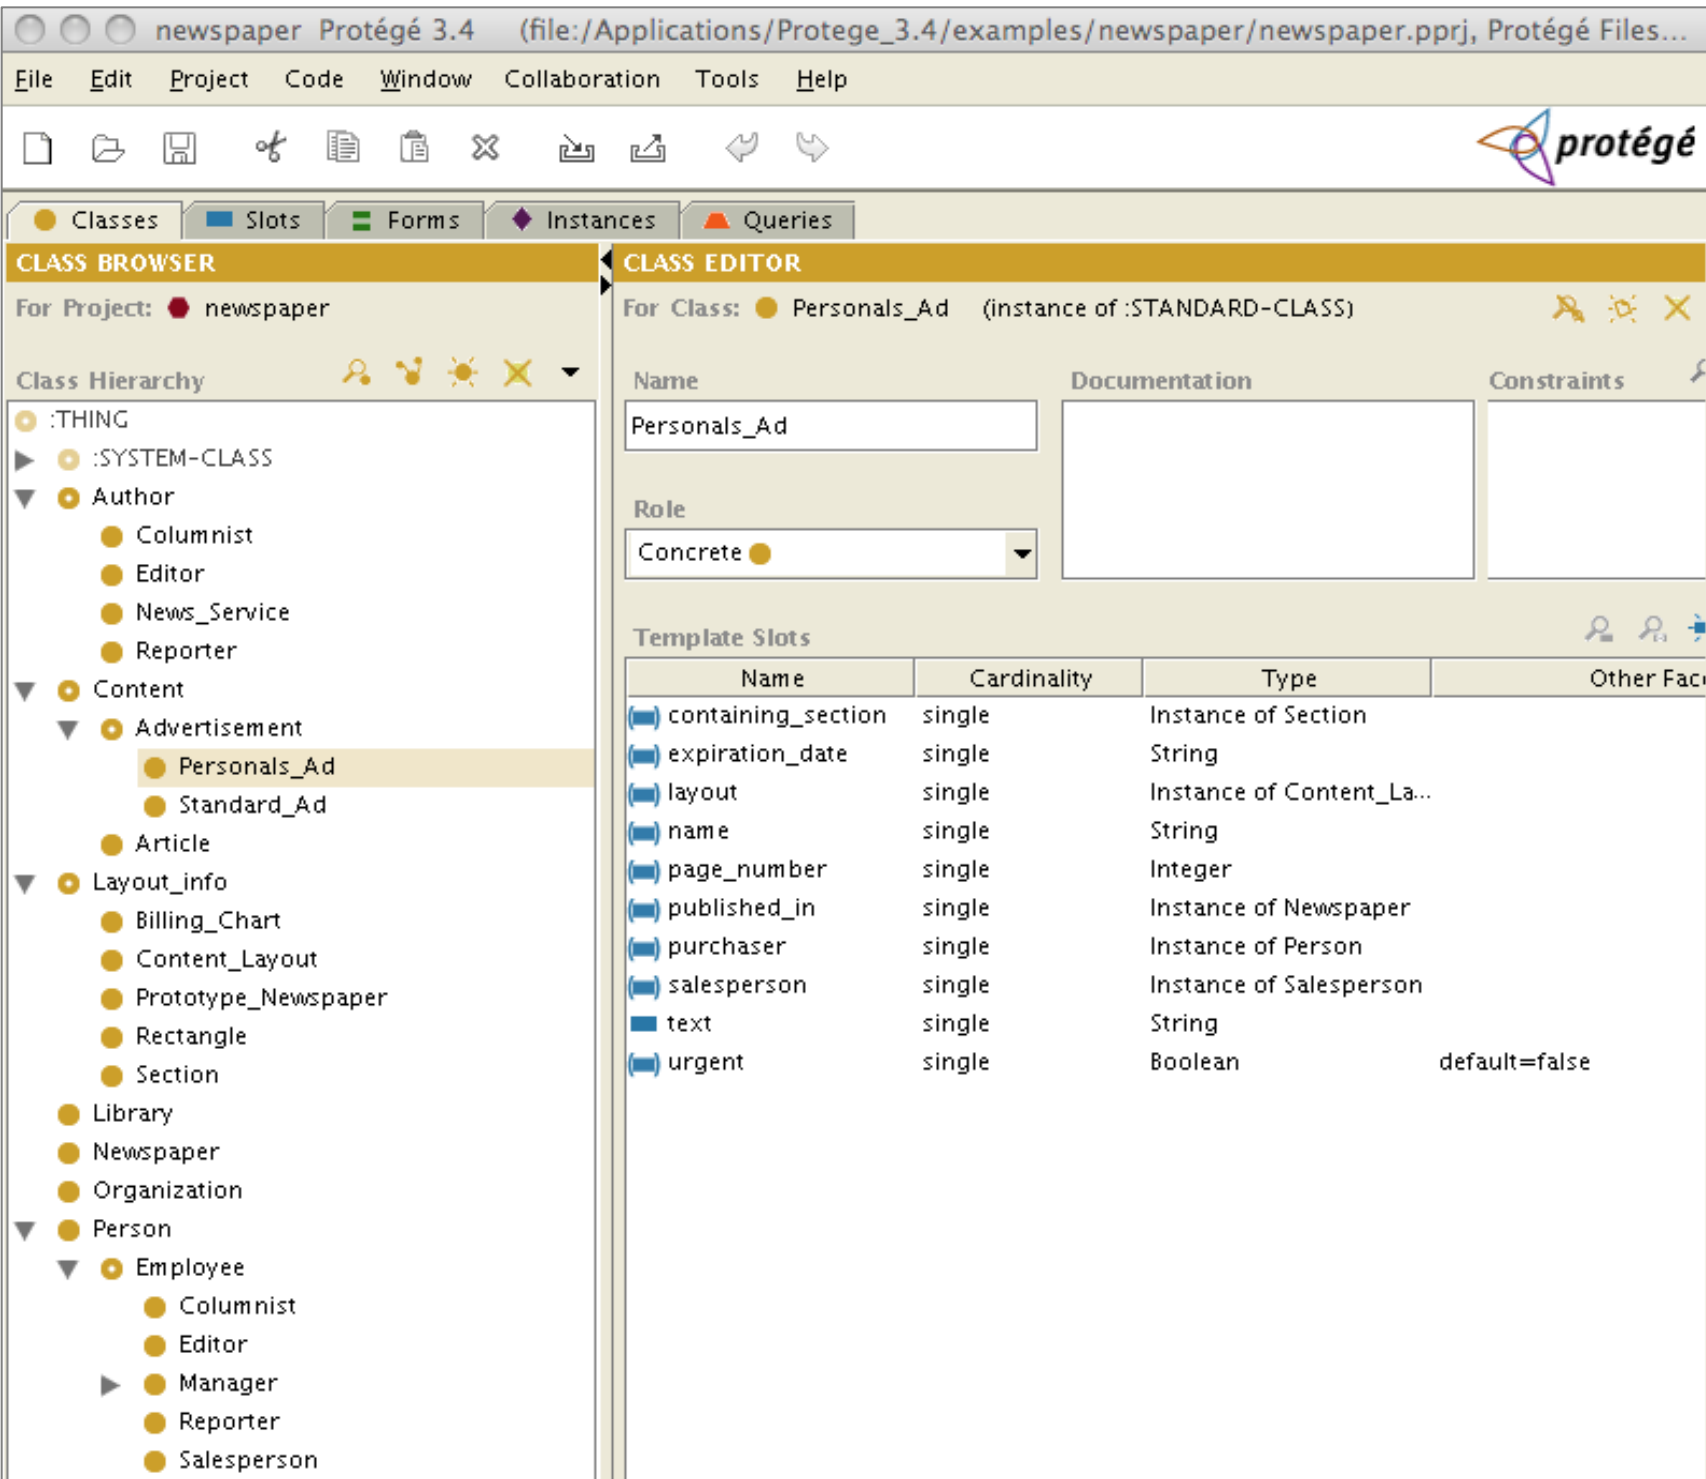 newspaper Protégé 3.4 (file:/Applications/Protege_3.4/examples/newspaper/newspaper.pprj, Protégé Files...
File Edit Project Code Window Collaboration Tools Help
protégé
Classes Slots Forms Instances Queries
CLASS BROWSER
For Project: newspaper
Class Hierarchy
:THING
:SYSTEM-CLASS
Author
Columnist
Editor
News_Service
Reporter
Content
Advertisement
Personals_Ad
Standard_Ad
Article
Layout_info
Billing_Chart
Content_Layout
Prototype_Newspaper
Rectangle
Section
Library
Newspaper
Organization
Person
Employee
Columnist
Editor
Manager
Reporter
Salesperson
CLASS EDITOR
For Class: Personals_Ad (instance of :STANDARD-CLASS)
Name Documentation Constraints
Personals_Ad
Role
Concrete
Template Slots
Name Cardinality Type Other Fac
containing_section single Instance of Section
expiration_date single String
layout single Instance of Content_La...
name single String
page_number single Integer
published_in single Instance of Newspaper
purchaser single Instance of Person
salesperson single Instance of Salesperson
text single String
urgent single Boolean default=false